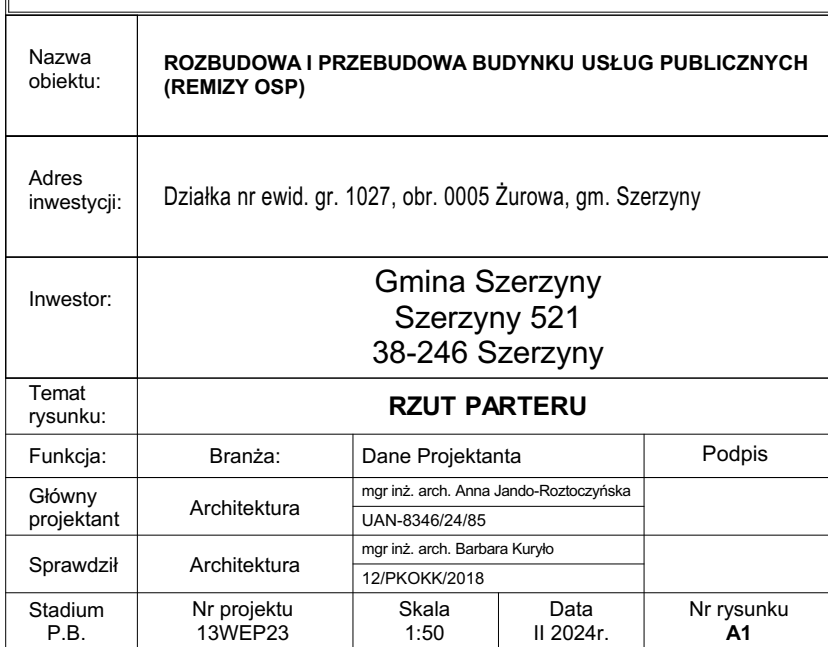 Nazwa
obiektu:
ROZBUDOWA I PRZEBUDOWA BUDYNKU USŁUG PUBLICZNYCH
(REMIZY OSP)
Adres
inwestycji:
Działka nr ewid. gr. 1027, obr. 0005 Żurowa, gm. Szerzyny
Inwestor:
Gmina Szerzyny
Szerzyny 521
38-246 Szerzyny
Temat
rysunku:
RZUT PARTERU
Funkcja: Branża: Dane Projektanta Podpis
Główny
projektant
Architektura
mgr inż. arch. Anna Jando-Roztoczyńska
UAN-8346/24/85
Sprawdził
Architektura
mgr inż. arch. Barbara Kuryło
12/PKOKK/2018
Stadium
P.B.
Nr projektu
13WEP23
Skala
1:50
Data
II 2024r.
Nr rysunku
A1